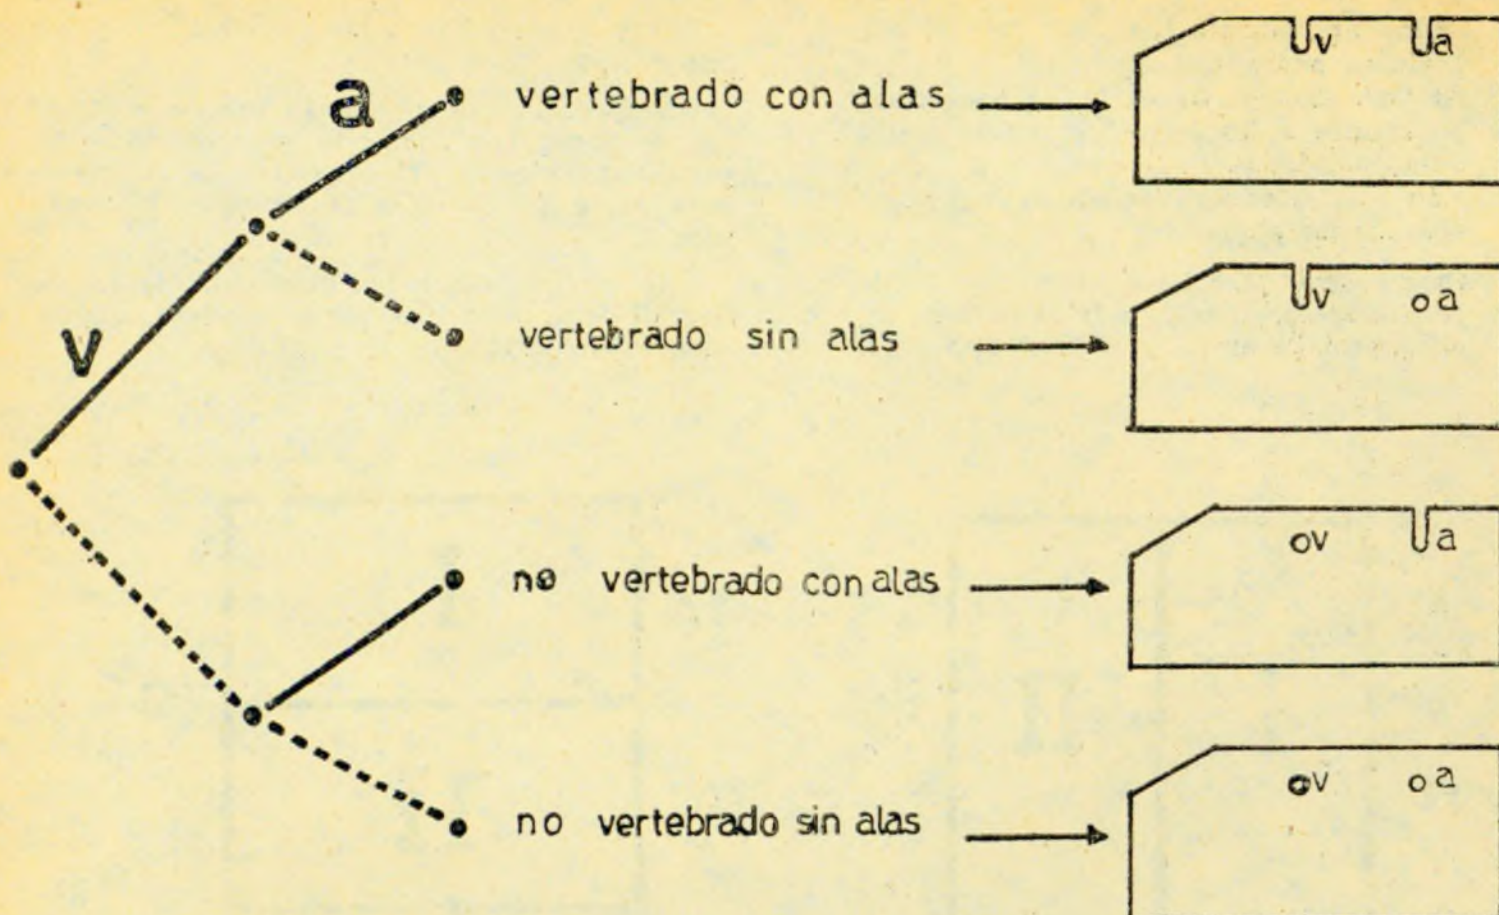 a
vertebrado con alas
v a
v
vertebrado sin alas
v a
no vertebrado con alas
v a
no vertebrado sin alas
v a